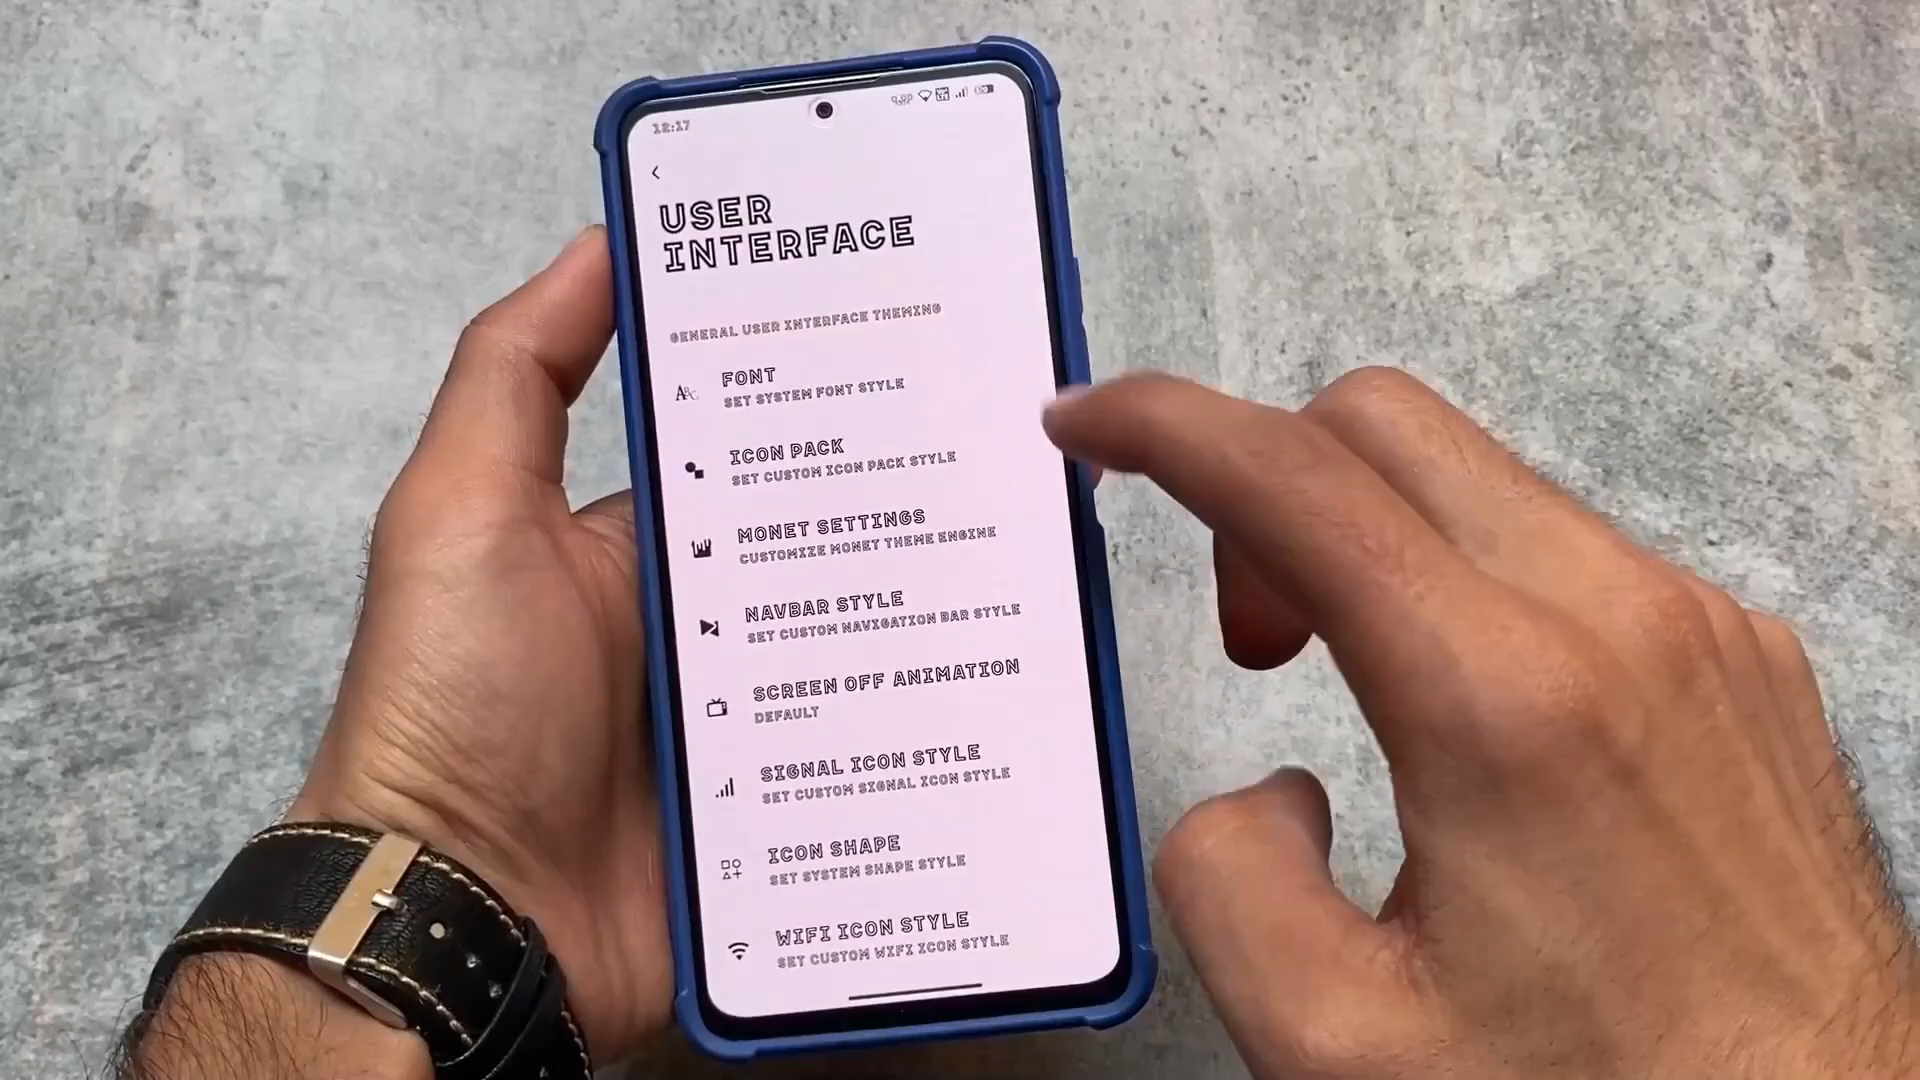 12:17
USER
INTERFACE
GENERAL USER INTERFACE THEMING
FONT
SET SYSTEM FONT STYLE
ICON PACK
SET CUSTOM ICON PACK STYLE
MONET SETTINGS
CUSTOMIZE MONET THEME ENGINE
NAVBAR STYLE
SET CUSTOM NAVIGATION BAR STYLE
SCREEN OFF ANIMATION
DEFAULT
SIGNAL ICON STYLE
SET CUSTOM SIGNAL ICON STYLE
ICON SHAPE
SET SYSTEM SHAPE STYLE
WIFI ICON STYLE
SET CUSTOM WIFI ICON STYLE